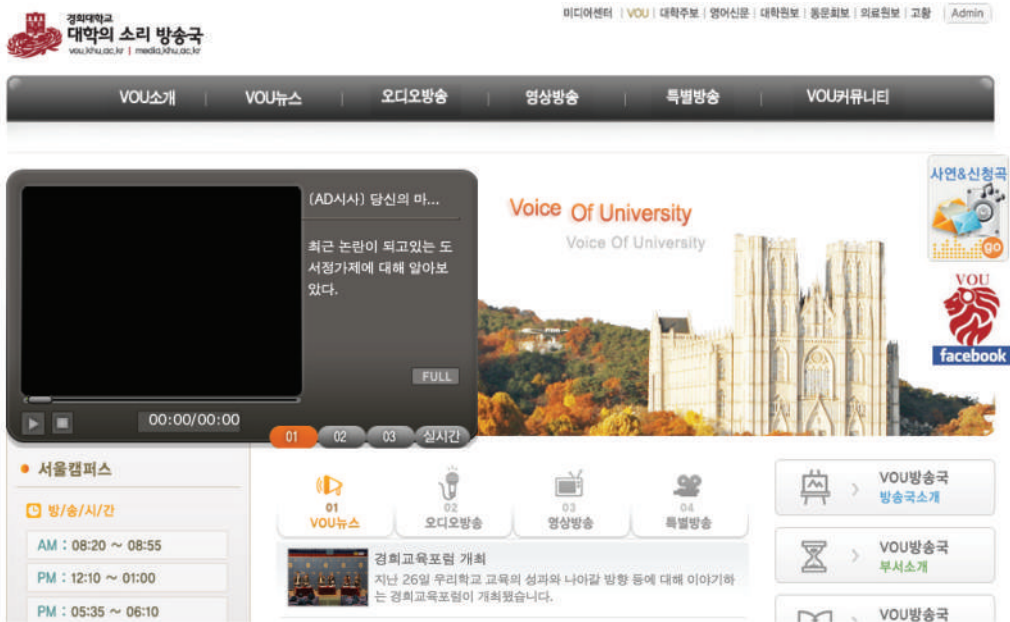 경희대학교
대학의 소리 방송국
vou.khu.ac.kr | media.khu.ac.kr
미디어센터 | VOU | 대학주보 | 영어신문 | 대학원보 | 동문회보 | 의료원보 | 고황 Admin
VOU소개 | VOU뉴스 | 오디오방송 | 영상방송 | 특별방송 | VOU커뮤니티
(AD시사) 당신의 마...
최근 논란이 되고있는 도
서정가제에 대해 알아보
았다.
FULL
00:00/00:00
01 02 03 실시간
Voice Of University
Voice Of University
사연&신청곡
go
VOU
facebook
서울캠퍼스
방/송/시/간
AM : 08:20 ~ 08:55
PM : 12:10 ~ 01:00
PM : 05:35 ~ 06:10
01
VOU뉴스
02
오디오방송
03
영상방송
04
특별방송
경희교육포럼 개최
지난 26일 우리학교 교육의 성과와 나아갈 방향 등에 대해 이야기하
는 경희교육포럼이 개최됐습니다.
VOU방송국
방송국소개
VOU방송국
부서소개
VOU방송국